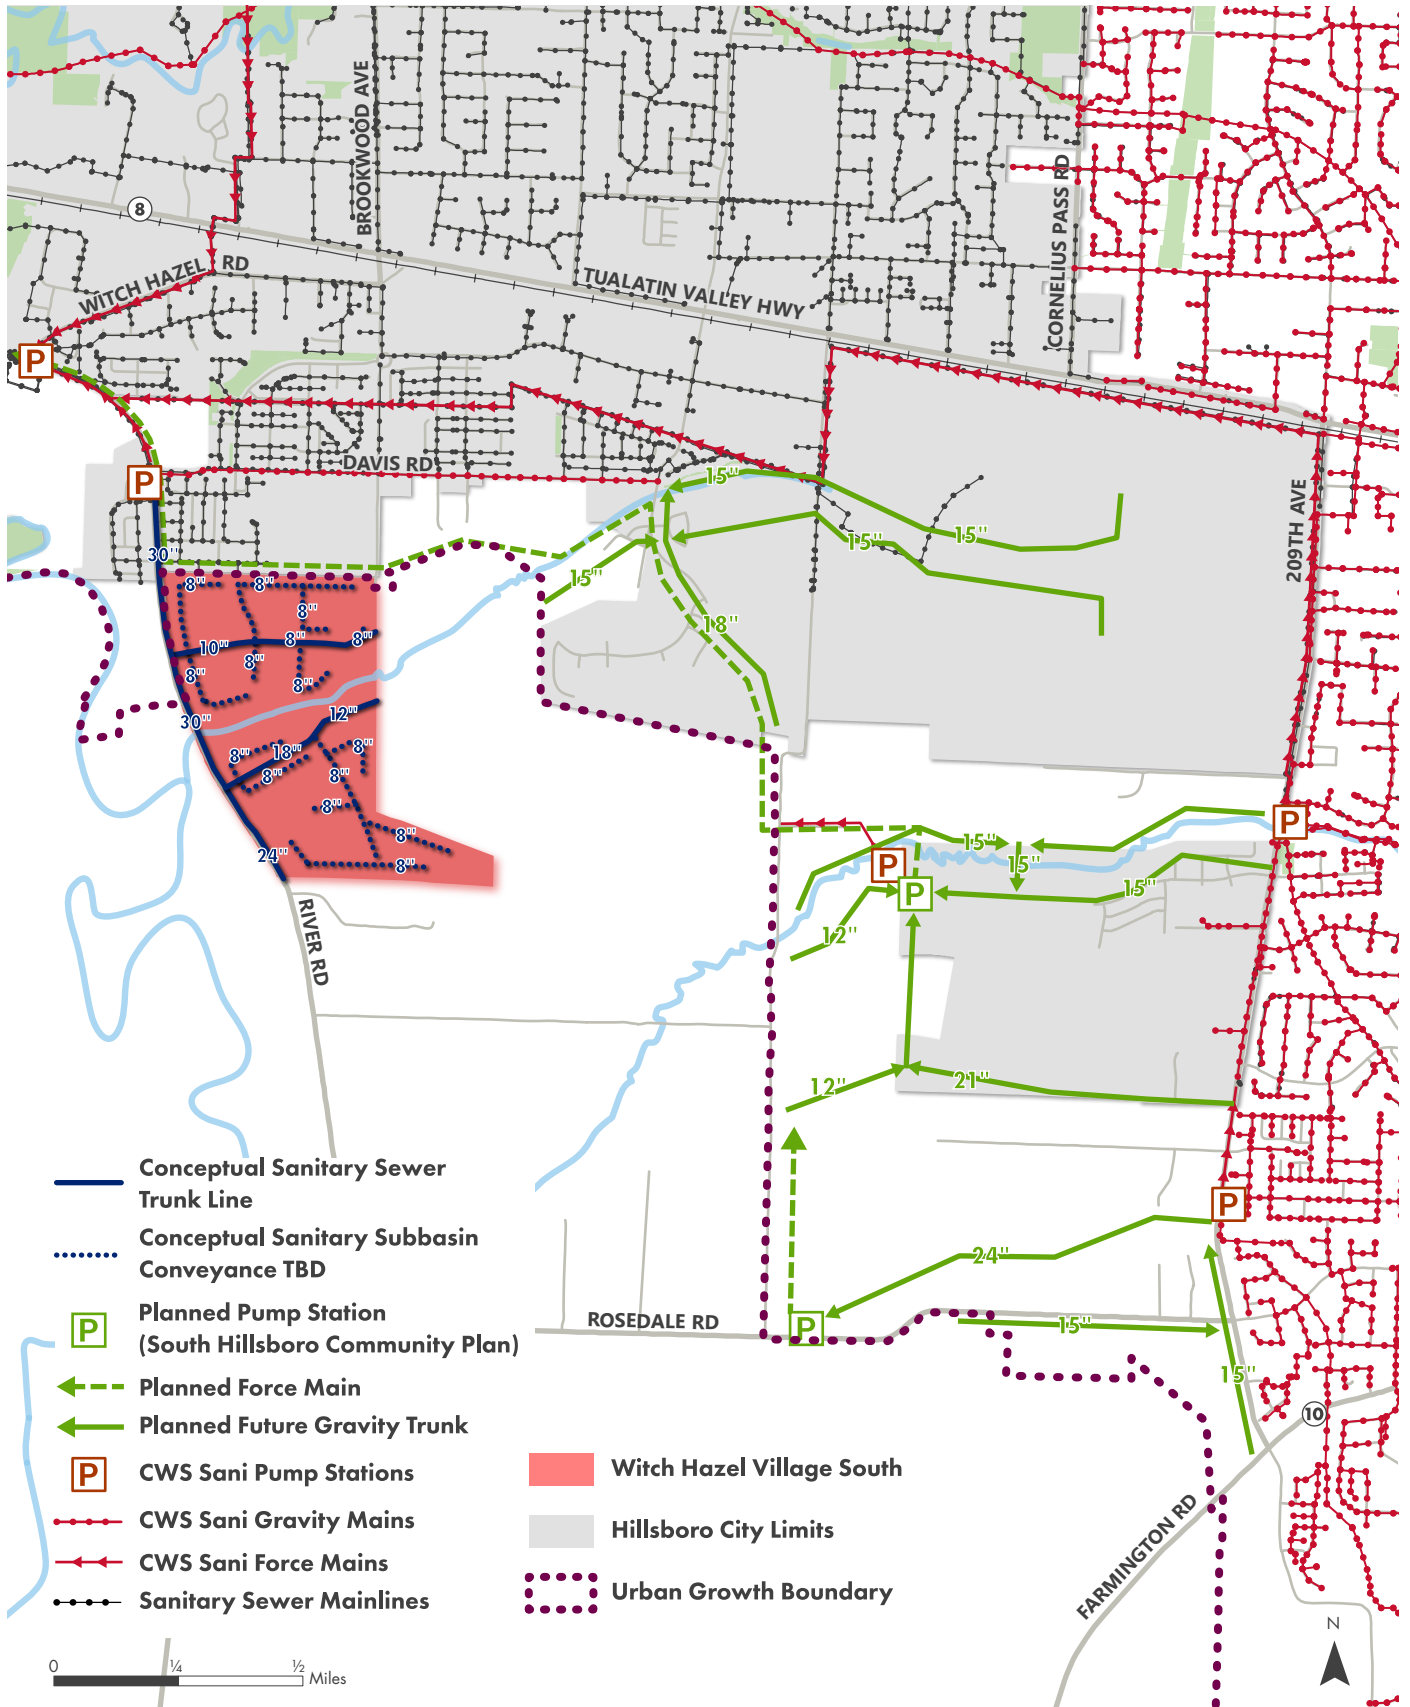 BROOKWOOD AVE
CORNELIUS PASS RD
8
WITCH HAZEL RD
TUALATIN VALLEY HWY
P
DAVIS RD
P
15"
15"
15"
209TH AVE
30"
15"
8"
8"
8"
18"
10"
8"
8"
8"
8"
8"
30"
12"
8"
18"
8"
8"
8"
8"
P
8"
15"
24"
8"
15"
P
P
15"
RIVER RD
12"
21"
12"
Conceptual Sanitary Sewer
Trunk Line
P
Conceptual Sanitary Subbasin
Conveyance TBD
24"
P
Planned Pump Station
(South Hillsboro Community Plan)
ROSEDALE RD
P
15"
Planned Force Main
15"
Planned Future Gravity Trunk
10
P
CWS Sani Pump Stations
Witch Hazel Village South
CWS Sani Gravity Mains
Hillsboro City Limits
CWS Sani Force Mains
FARMINGTON RD
Sanitary Sewer Mainlines
Urban Growth Boundary
N
0 ¼ ½
Miles